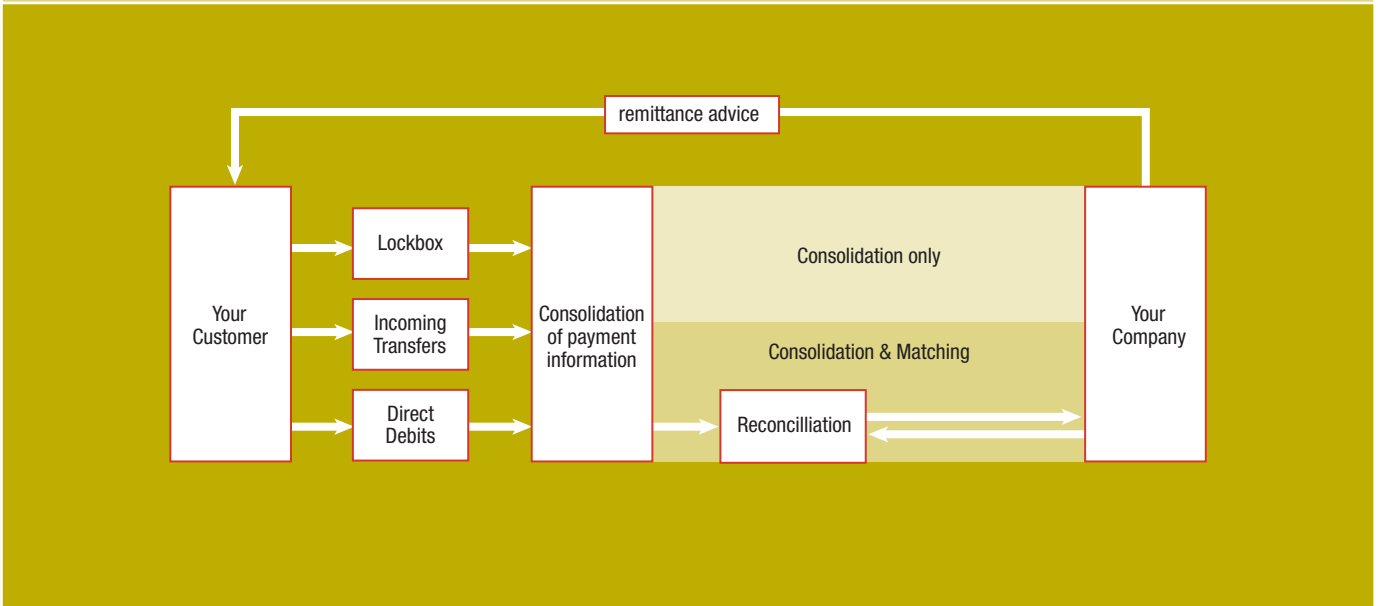 remittance advice
Your
Customer
Lockbox
Incoming
Transfers
Direct
Debits
Consolidation
of payment
information
Consolidation only
Consolidation & Matching
Reconcilliation
Your
Company